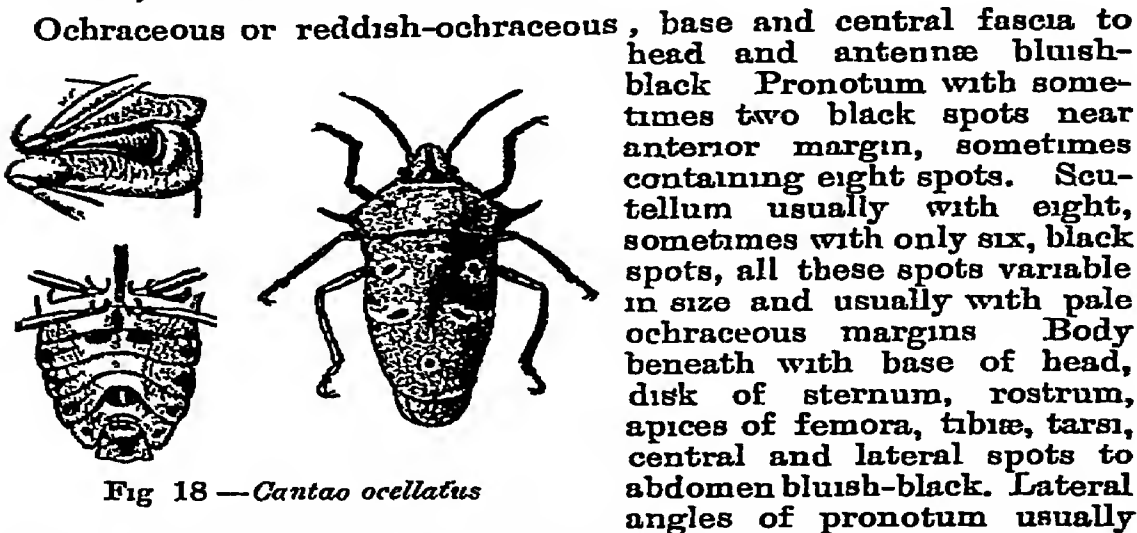 Ochraceous or reddish-ochraceous, base and central fascia to
head and antennæ bluish-
black Pronotum with some-
times two black spots near
anterior margin, sometimes
containing eight spots. Scu-
tellum usually with eight,
sometimes with only six, black
spots, all these spots variable
in size and usually with pale
ochraceous margins Body
beneath with base of head,
disk of sternum, rostrum,
apices of femora, tibiæ, tarsi,
central and lateral spots to
abdomen bluish-black. Lateral
angles of pronotum usually
Fig 18 — Cantao ocellatus